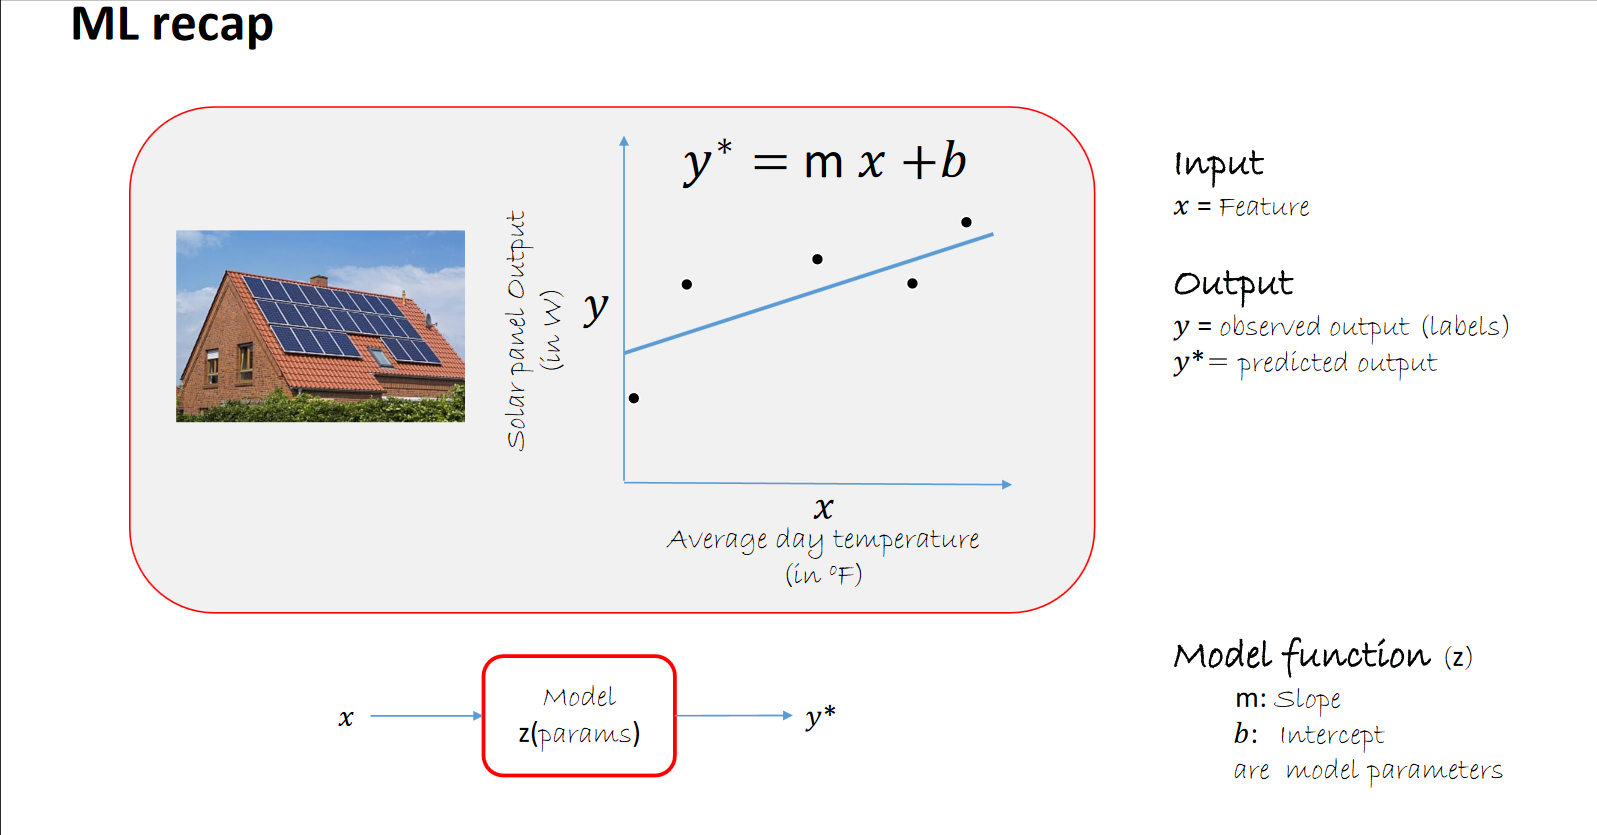 ML recap
y* = m x +b
Solar panel Output
(in W)
y
x
Average day temperature
(in °F)
Input
x = Feature
Output
y = observed output (labels)
y*= predicted output
x
Model
z(params)
y*
Model function (z)
m: Slope
b: Intercept
are model parameters